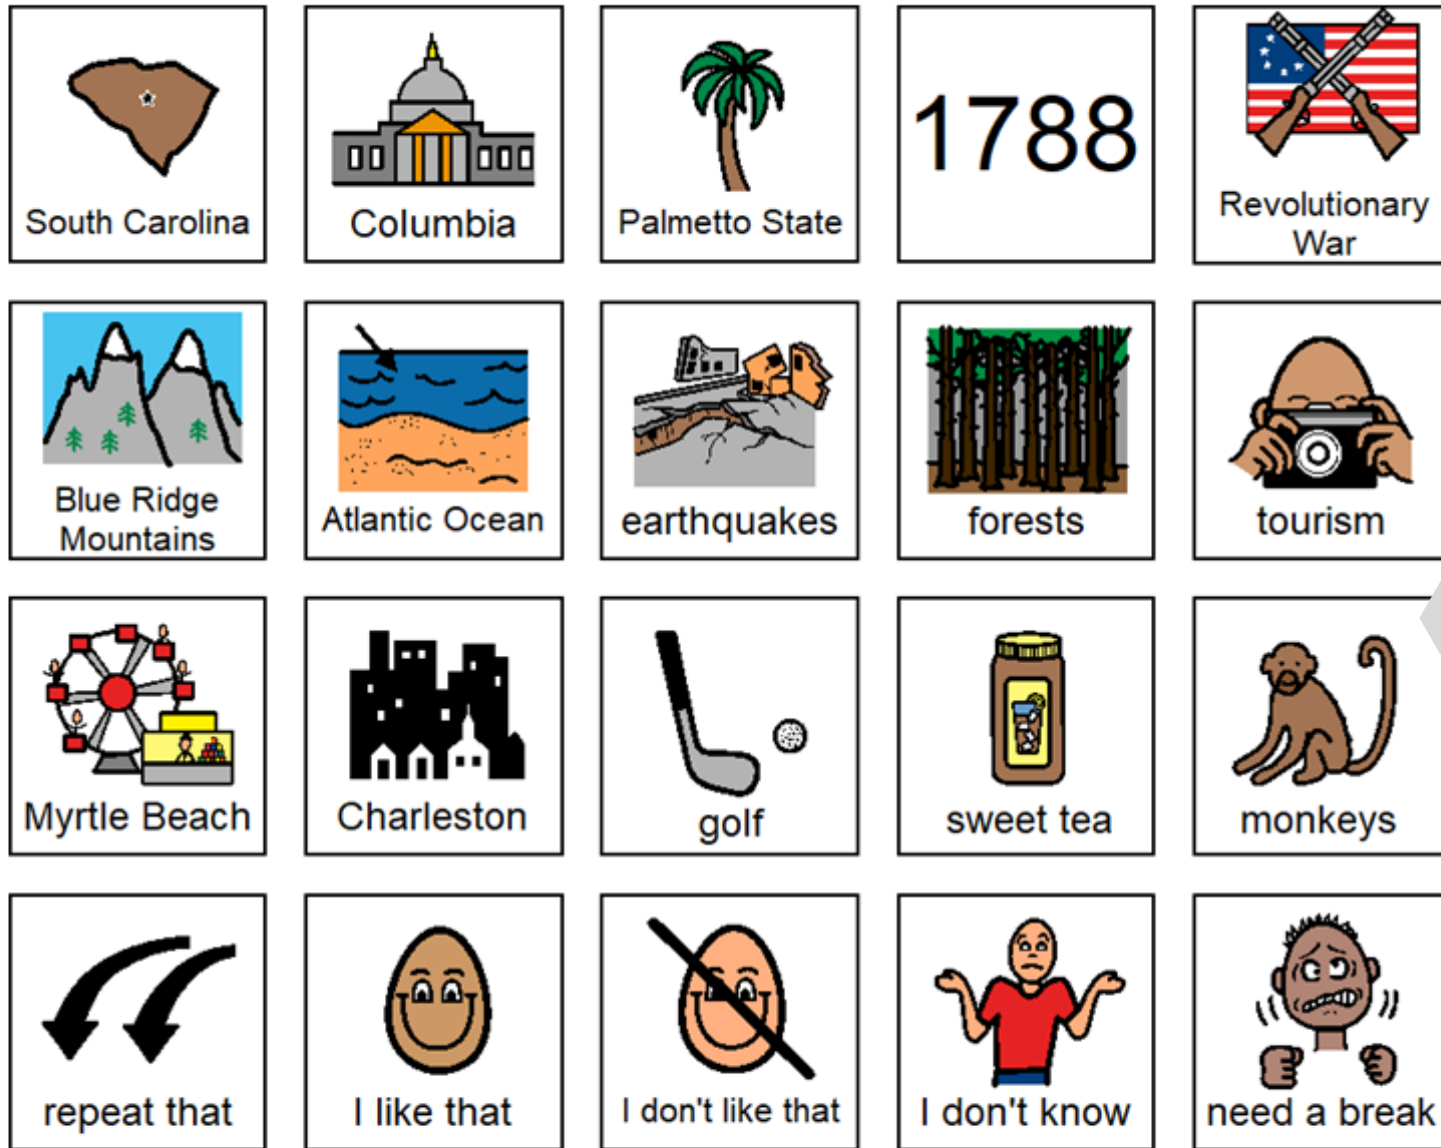 South Carolina
Columbia
Palmetto State
1788
Revolutionary
War
Blue Ridge
Mountains
Atlantic Ocean
earthquakes
forests
tourism
Myrtle Beach
Charleston
golf
sweet tea
monkeys
repeat that
I like that
I don't like that
I don't know
need a break